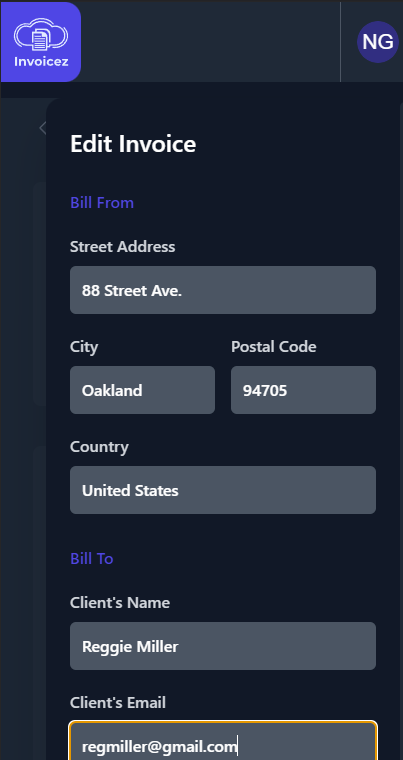 Invoicez
NG
Edit Invoice
Bill From
Street Address
88 Street Ave.
City
Postal Code
Oakland
94705
Country
United States
Bill To
Client's Name
Reggie Miller
Client's Email
regmiller@gmail.com